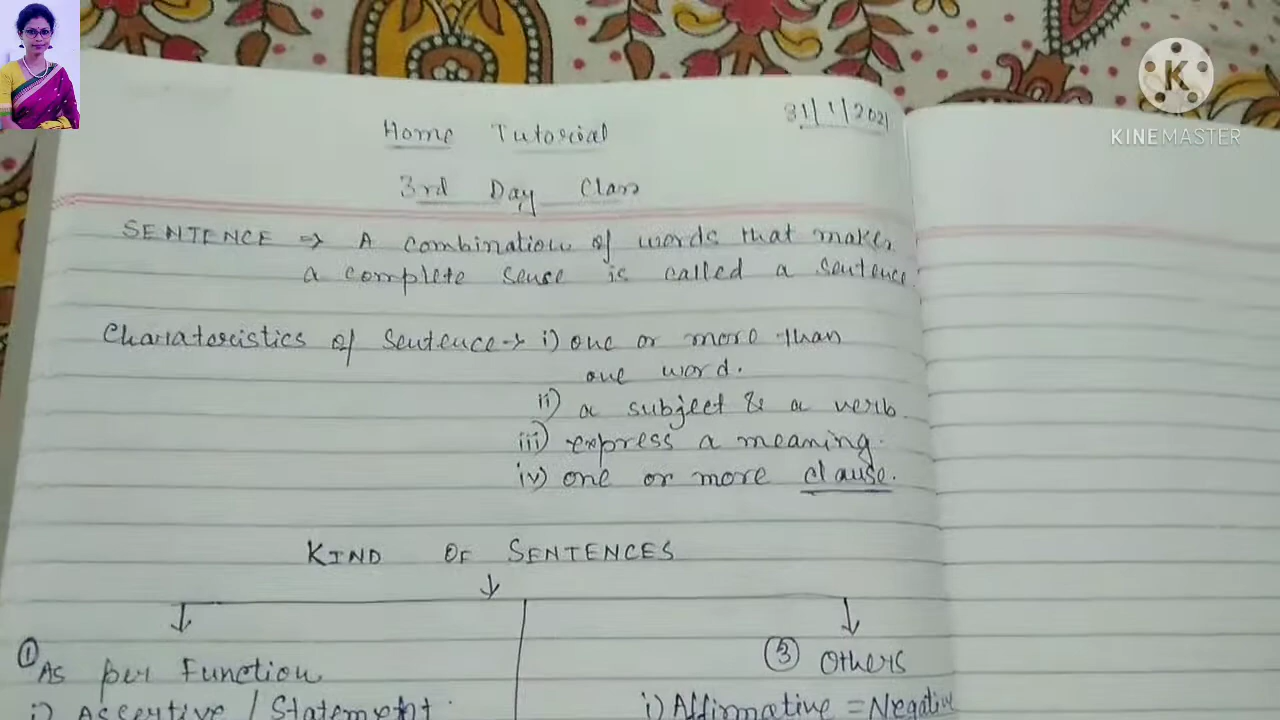 31/1/2021
K
KINEMASTER
Home Tutorial
3rd Day Class
SENTENCE ⇒ A combination of words that makes
a complete sense is called a sentence
Charatoristics of Sentence → i) one or more than
one word.
ii) a subject & a verb
iii) express a meaning.
iv) one or more clause.
KIND OF SENTENCES
① As per Function
③ Others
i) Assertive / Statement.
i) Affirmative = Negative